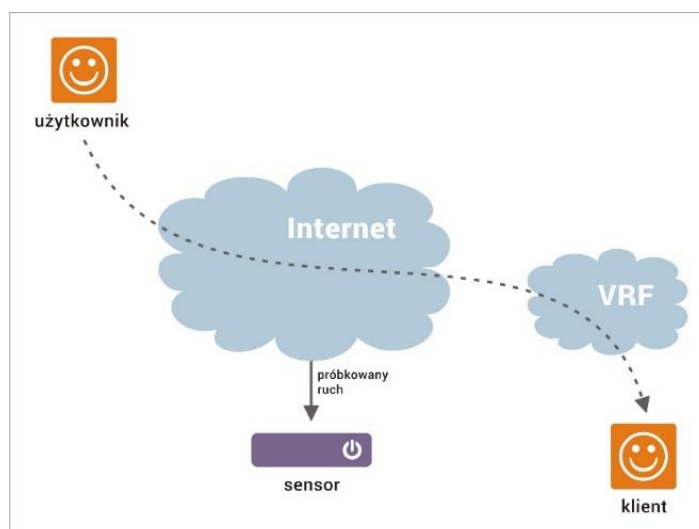 użytkownik
Internet
VRF
próbkowany
ruch
sensor
klient